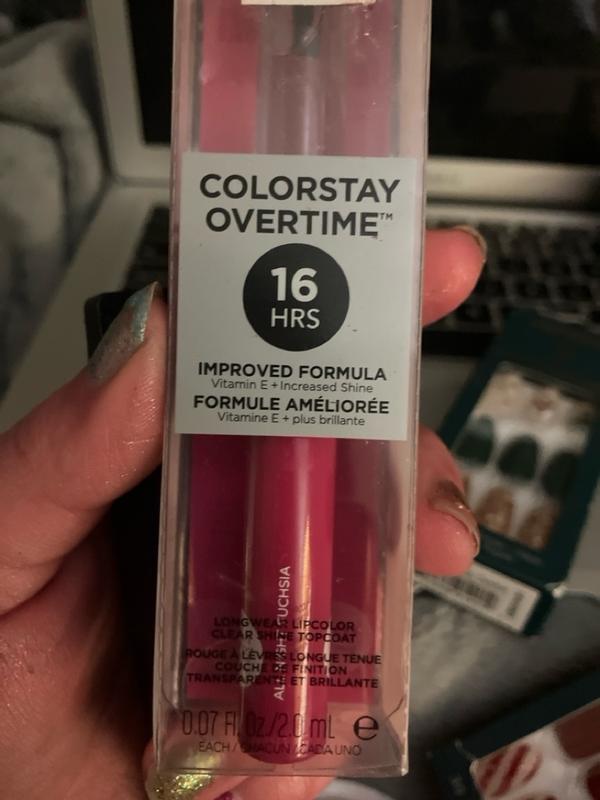 COLORSTAY
OVERTIME™
16
HRS
IMPROVED FORMULA
Vitamin E + Increased Shine
FORMULE AMÉLIORÉE
Vitamine E + plus brillante
LONGWEAR LIPCOLOR
CLEAR SHINE TOPCOAT
ROUGE À LÈVRES LONGUE TENUE
COUCHE DE FINITION
TRANSPARENTE ET BRILLANTE
FUCHSIA
0.07 Fl. Oz./2.0 mL e
EACH / CHACUN / CADA UNO